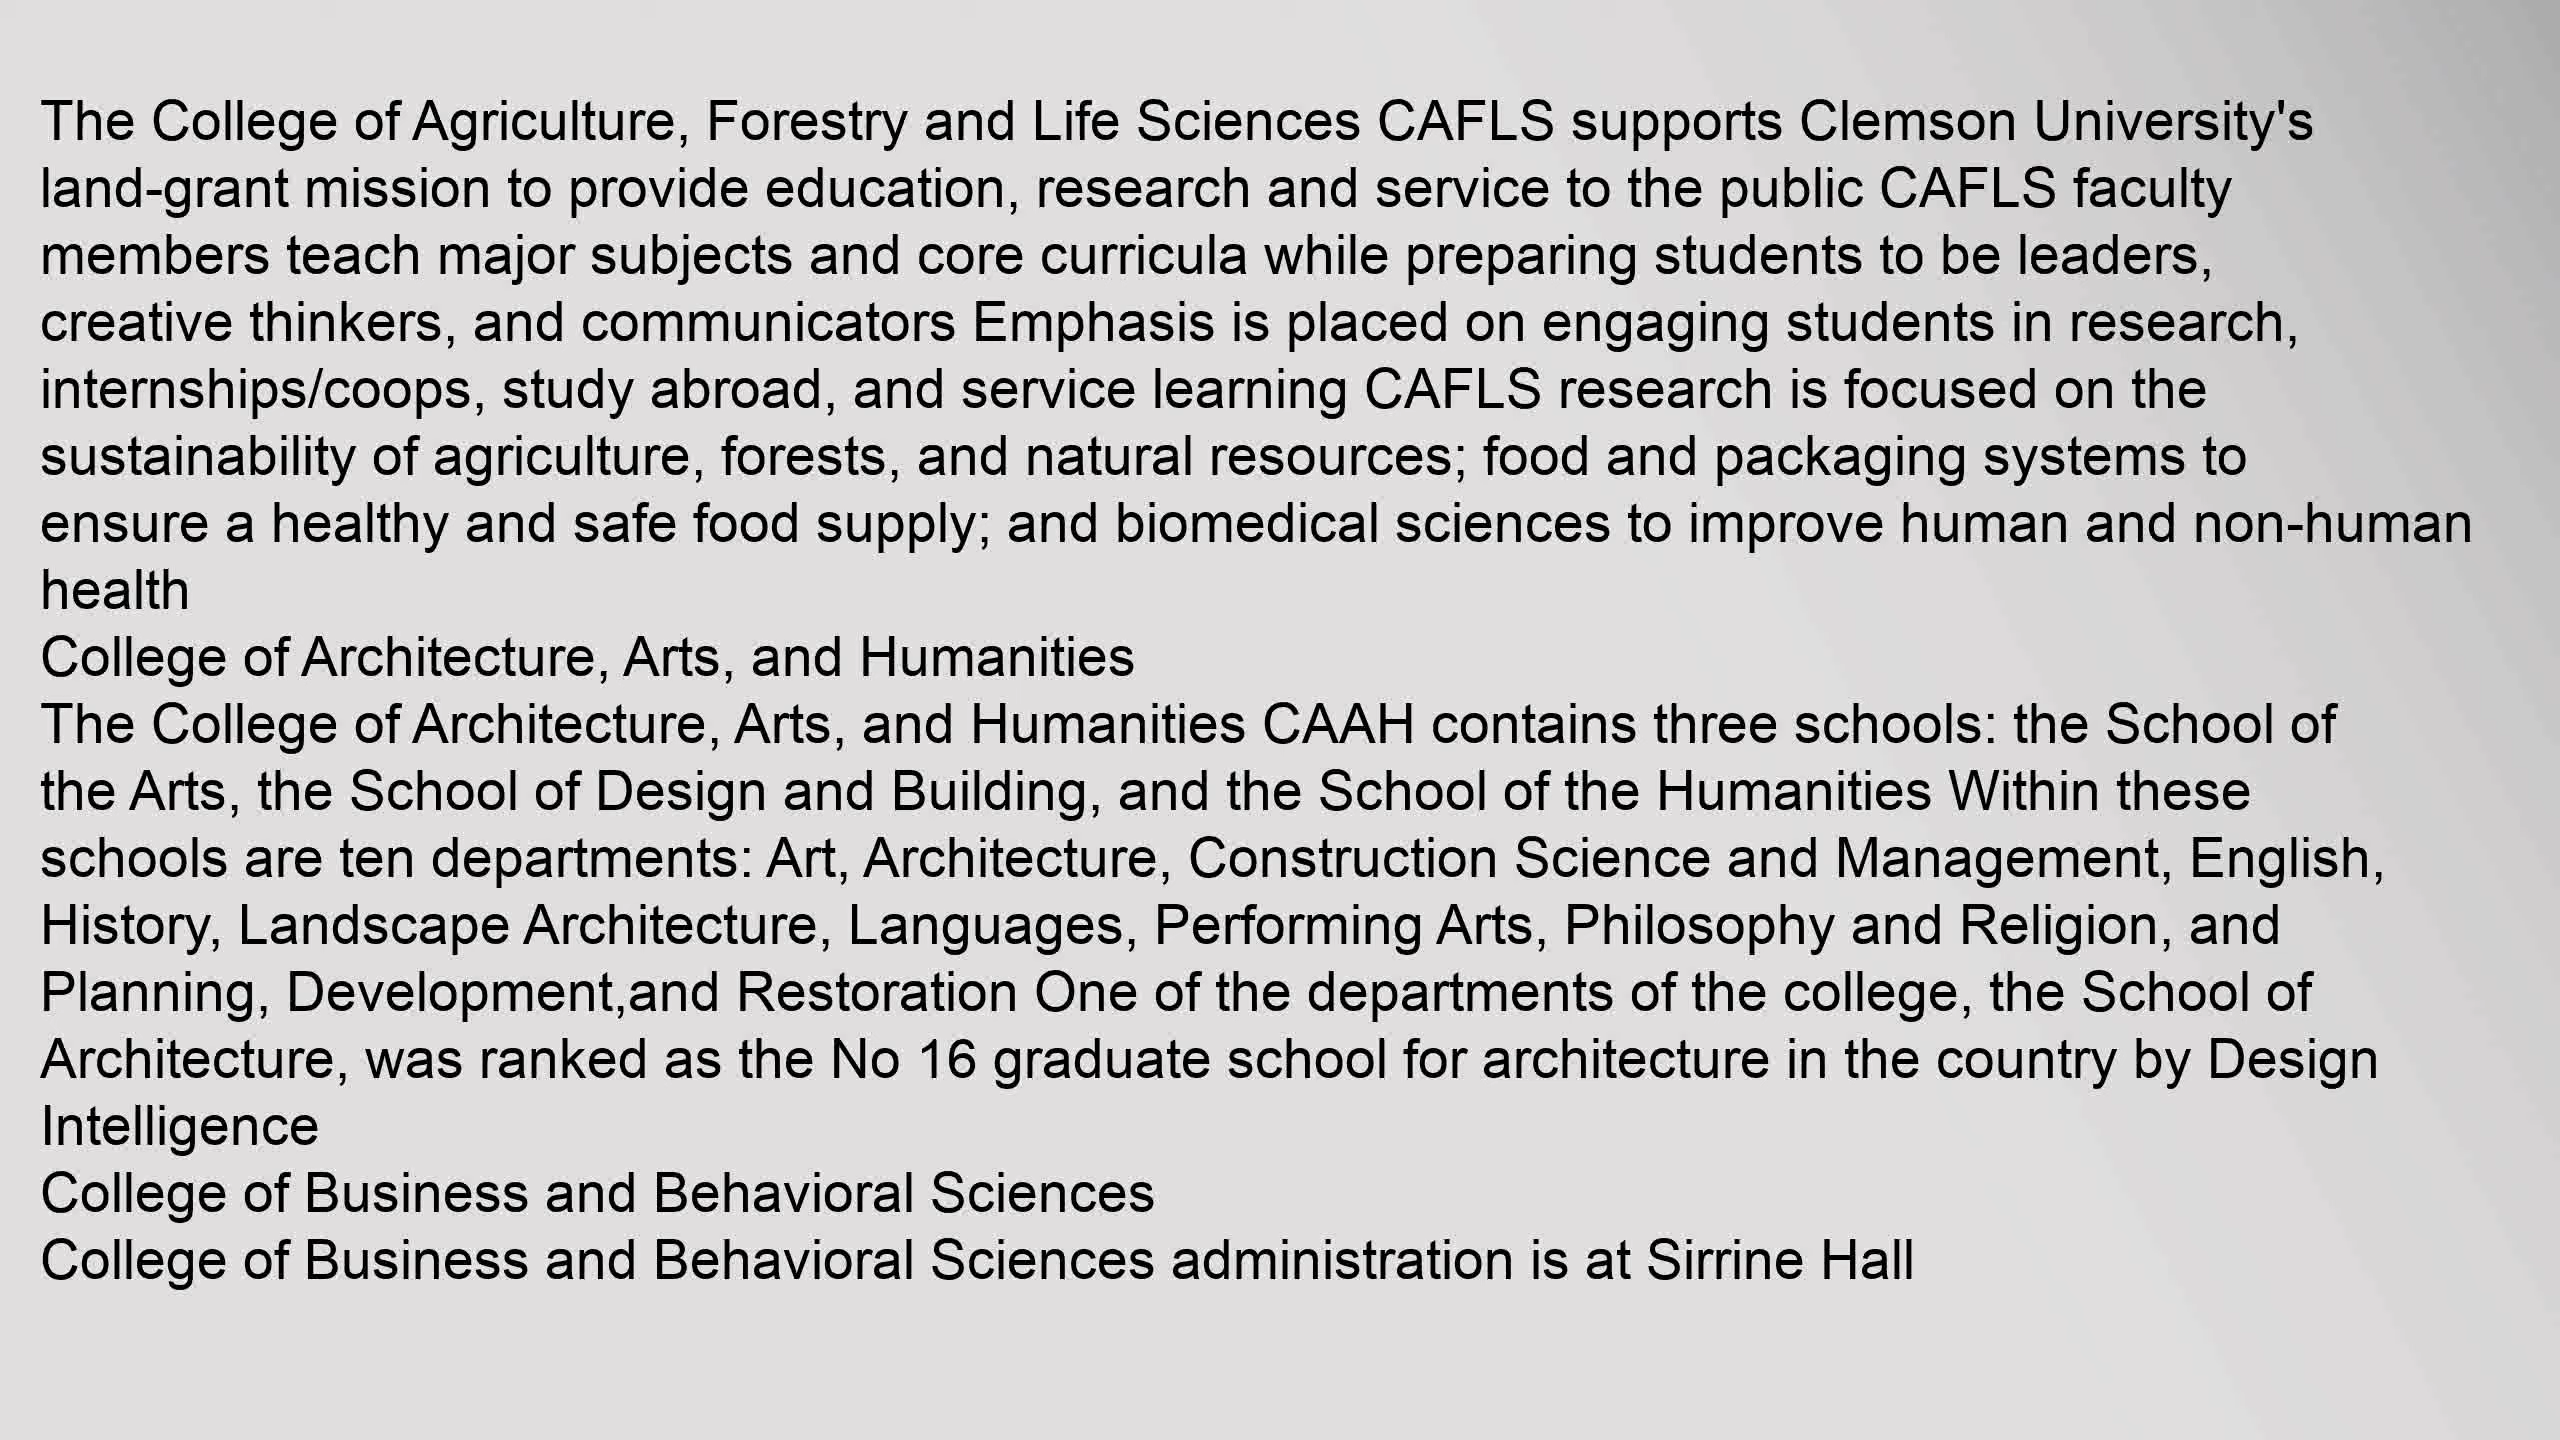 The College of Agriculture, Forestry and Life Sciences CAFLS supports Clemson University's
land-grant mission to provide education, research and service to the public CAFLS faculty
members teach major subjects and core curricula while preparing students to be leaders,
creative thinkers, and communicators Emphasis is placed on engaging students in research,
internships/coops, study abroad, and service learning CAFLS research is focused on the
sustainability of agriculture, forests, and natural resources; food and packaging systems to
ensure a healthy and safe food supply; and biomedical sciences to improve human and non-human
health
College of Architecture, Arts, and Humanities
The College of Architecture, Arts, and Humanities CAAH contains three schools: the School of
the Arts, the School of Design and Building, and the School of the Humanities Within these
schools are ten departments: Art, Architecture, Construction Science and Management, English,
History, Landscape Architecture, Languages, Performing Arts, Philosophy and Religion, and
Planning, Development,and Restoration One of the departments of the college, the School of
Architecture, was ranked as the No 16 graduate school for architecture in the country by Design
Intelligence
College of Business and Behavioral Sciences
College of Business and Behavioral Sciences administration is at Sirrine Hall